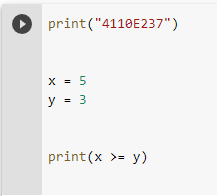 print("4110E237")
x = 5
y = 3
print(x >= y)